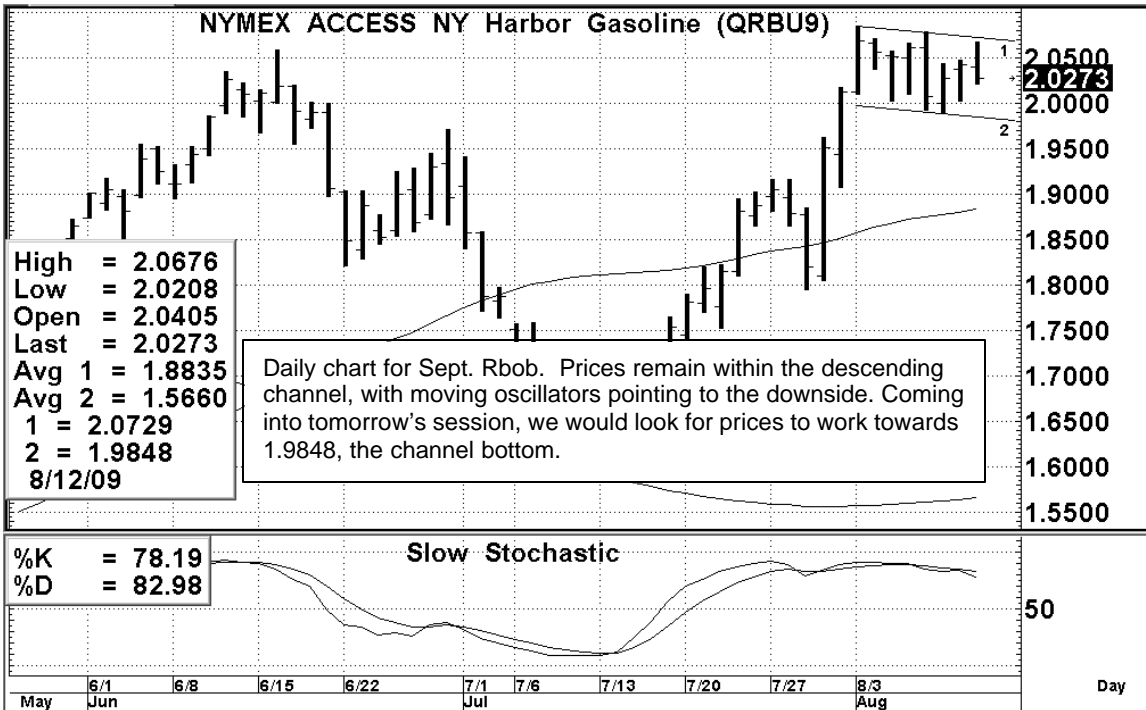 NYMEX ACCESS NY Harbor Gasoline (QRBU9)
1
2
2.0500
2.0273
2.0000
1.9500
1.9000
1.8500
1.8000
1.7500
1.7000
1.6500
1.6000
1.5500
High = 2.0676
Low = 2.0208
Open = 2.0405
Last = 2.0273
Avg 1 = 1.8835
Avg 2 = 1.5660
1 = 2.0729
2 = 1.9848
8/12/09
Daily chart for Sept. Rbob. Prices remain within the descending
channel, with moving oscillators pointing to the downside. Coming
into tomorrow's session, we would look for prices to work towards
1.9848, the channel bottom.
%K = 78.19
%D = 82.98
Slow Stochastic
50
6/1 6/8 6/15 6/22 7/1 7/6 7/13 7/20 7/27 8/3 Day
May Jun Jul Aug